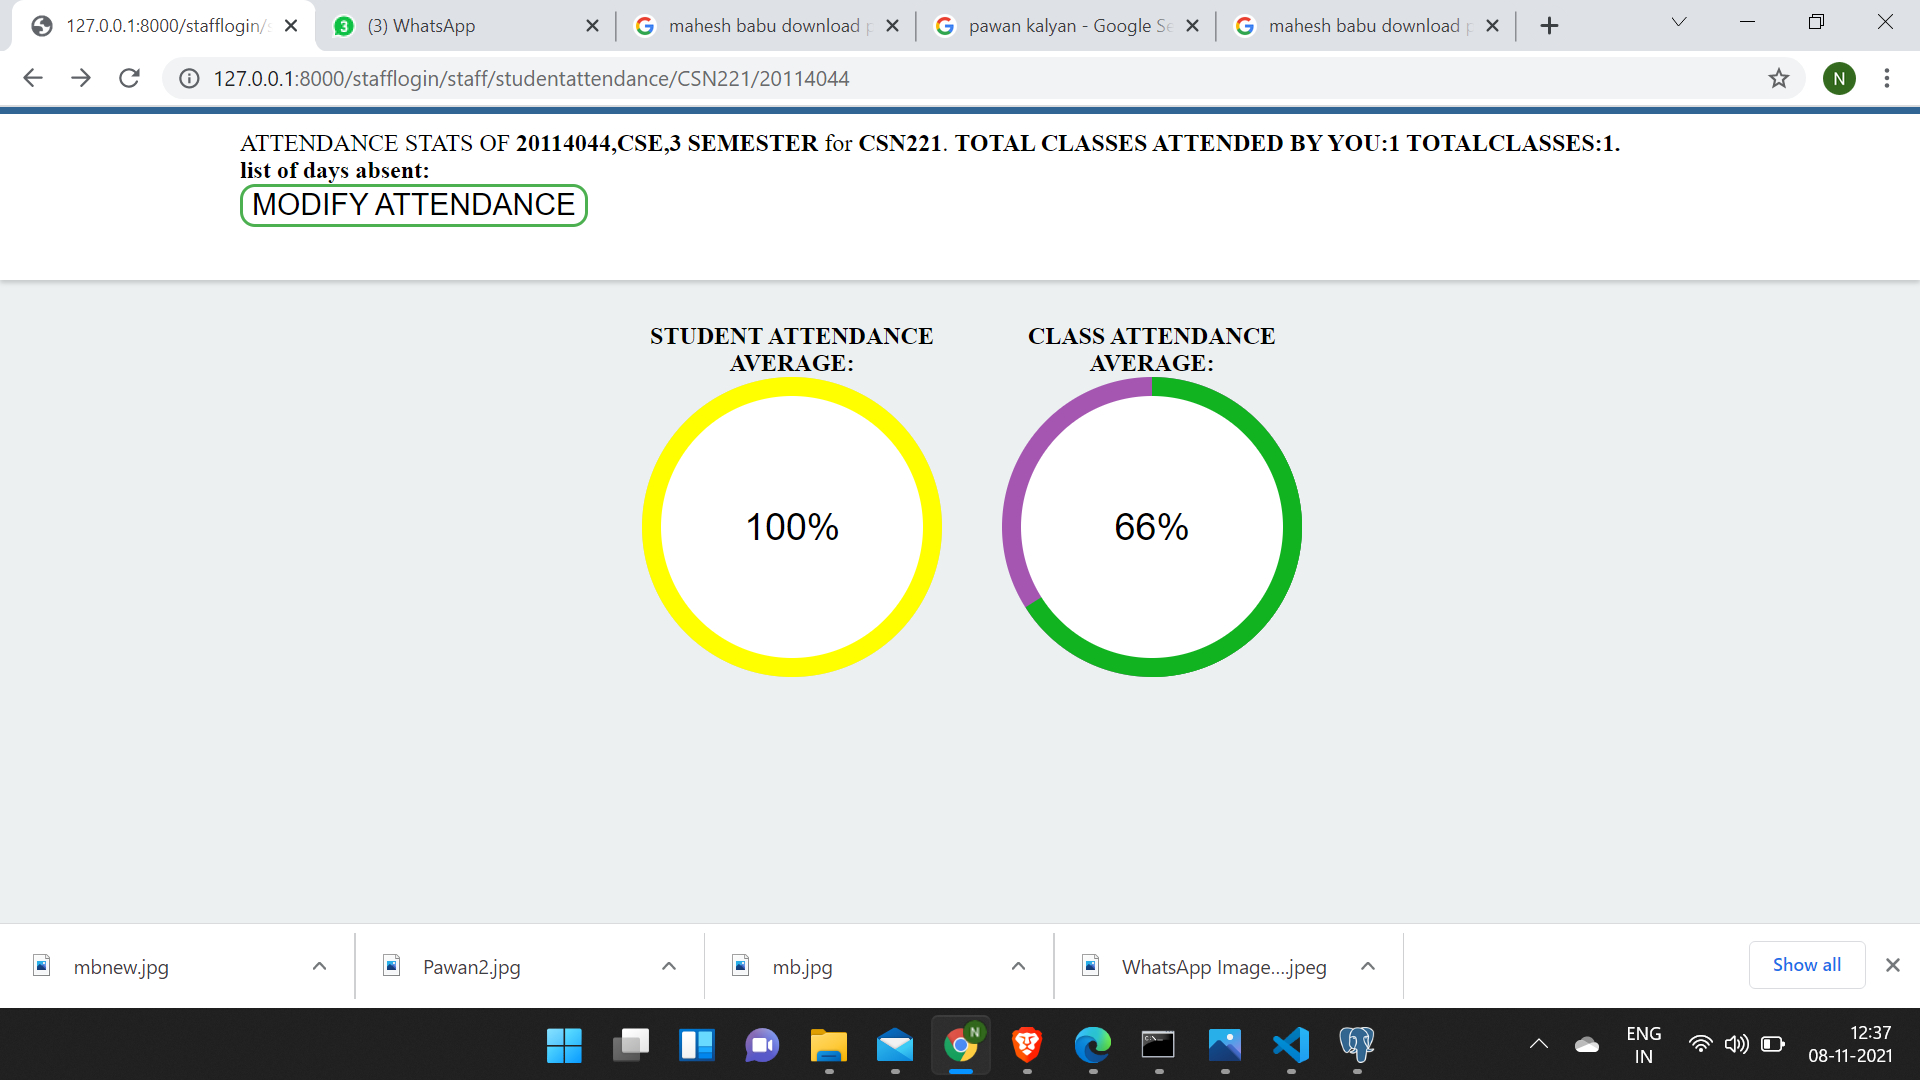 127.0.0.1:8000/stafflogin/s
(3) WhatsApp
mahesh babu download p
pawan kalyan - Google Se
mahesh babu download p
127.0.0.1:8000/stafflogin/staff/studentattendance/CSN221/20114044
N
ATTENDANCE STATS OF 20114044,CSE,3 SEMESTER for CSN221. TOTAL CLASSES ATTENDED BY YOU:1 TOTALCLASSES:1.
list of days absent:
MODIFY ATTENDANCE
STUDENT ATTENDANCE
AVERAGE:
100%
CLASS ATTENDANCE
AVERAGE:
66%
mbnew.jpg
Pawan2.jpg
mb.jpg
WhatsApp Image....jpeg
Show all
N
ENG
IN
12:37
08-11-2021